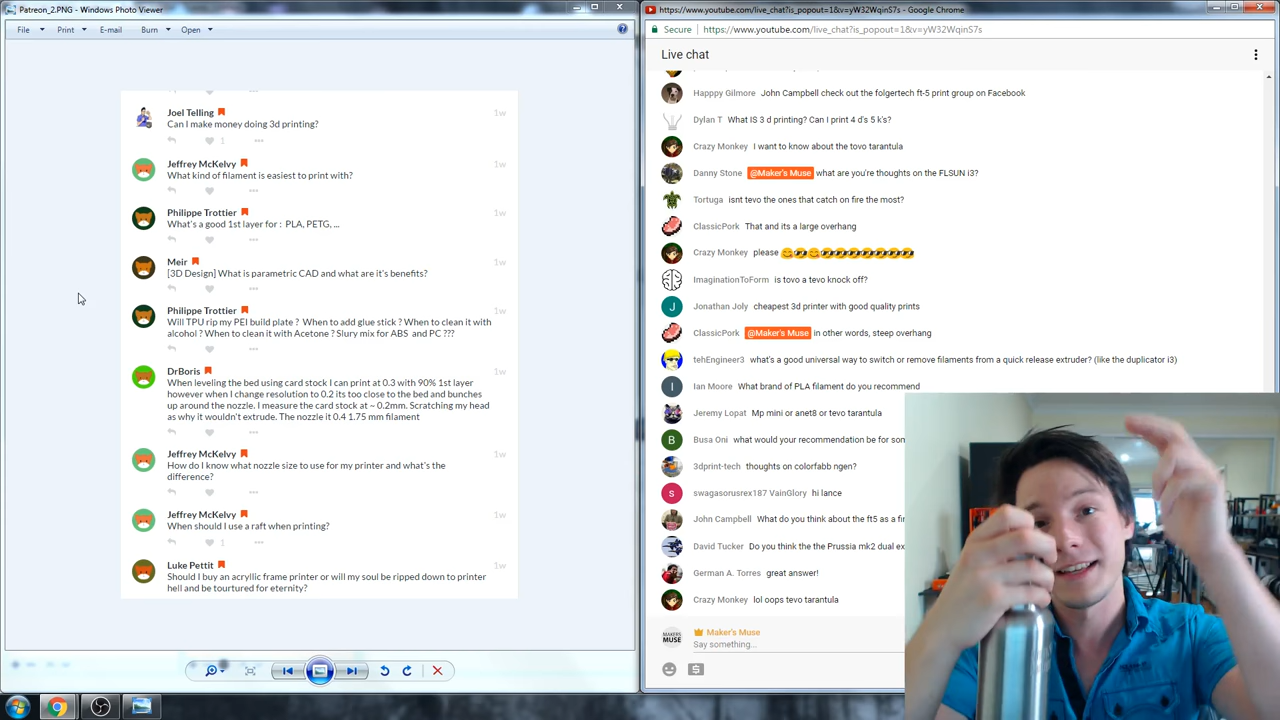 Patreon_2.PNG - Windows Photo Viewer
File Print E-mail Burn Open
Joel Telling 1w
Can I make money doing 3d printing?
1
Jeffrey McKelvy 1w
What kind of filament is easiest to print with?
Philippe Trottier 1w
What's a good 1st layer for : PLA, PETG, ...
Meir 1w
[3D Design] What is parametric CAD and what are it's benefits?
Philippe Trottier 1w
Will TPU rip my PEI build plate ? When to add glue stick ? When to clean it with
alcohol ? When to clean it with Acetone ? Slury mix for ABS and PC ???
DrBoris 1w
When leveling the bed using card stock I can print at 0.3 with 90% 1st layer
however when I change resolution to 0.2 its too close to the bed and bunches
up around the nozzle. I measure the card stock at ~ 0.2mm. Scratching my head
as why it wouldn't extrude. The nozzle it 0.4 1.75 mm filament
Jeffrey McKelvy 1w
How do I know what nozzle size to use for my printer and what's the
difference?
Jeffrey McKelvy 1w
When should I use a raft when printing?
1
Luke Pettit 1w
Should I buy an acryllic frame printer or will my soul be ripped down to printer
hell and be tourtured for eternity?
https://www.youtube.com/live_chat?is_popout=1&v=yW32WqinS7s - Google Chrome
Secure https://www.youtube.com/live_chat?is_popout=1&v=yW32WqinS7s
Live chat
Happpy Gilmore John Campbell check out the folgertech ft-5 print group on Facebook
Dylan T What IS 3 d printing? Can I print 4 d's 5 k's?
Crazy Monkey I want to know about the tovo tarantula
Danny Stone @Maker's Muse what are you're thoughts on the FLSUN i3?
Tortuga isnt tevo the ones that catch on fire the most?
ClassicPork That and its a large overhang
Crazy Monkey please
ImaginationToForm is tovo a tevo knock off?
J Jonathan Joly cheapest 3d printer with good quality prints
ClassicPork @Maker's Muse in other words, steep overhang
tehEngineer3 what's a good universal way to switch or remove filaments from a quick release extruder? (like the duplicator i3)
I Ian Moore What brand of PLA filament do you recommend
Jeremy Lopat Mp mini or anet8 or tevo tarantula
B Busa Oni what would your recommendation be for som
3dprint-tech thoughts on colorfabb ngen?
s swagasorusrex187 VainGlory hi lance
John Campbell What do you think about the ft5 as a fir
David Tucker Do you think the the Prussia mk2 dual ex
German A. Torres great answer!
Crazy Monkey lol oops tevo tarantula
MAKERS MUSE Maker's Muse
Say something...